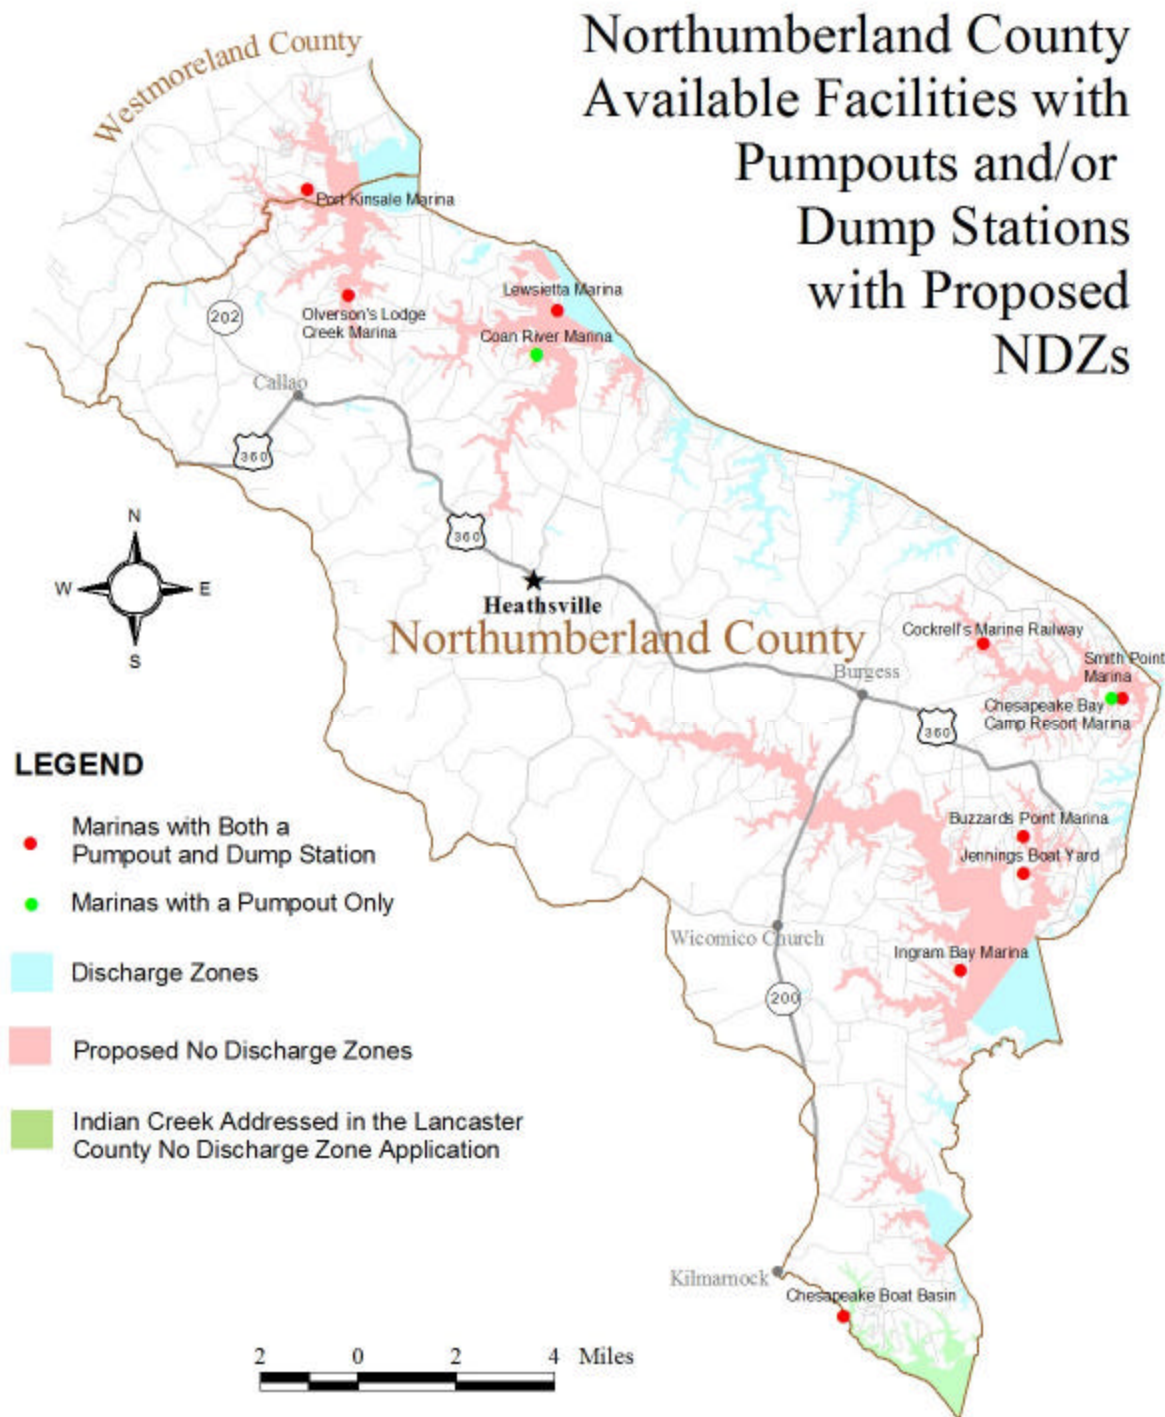 Northumberland County
Available Facilities with
Pumpouts and/or
Dump Stations
with Proposed
NDZs
Westmoreland County
Port Kinsale Marina
Lewsietta Marina
Olverson's Lodge
Creek Marina
Coan River Marina
202
Callao
360
360
N
W
E
S
Heathsville
Northumberland County
Cockrell's Marine Railway
Smith Point
Marina
Burgess
Chesapeake Bay
Camp Resort Marina
360
LEGEND
Marinas with Both a
Pumpout and Dump Station
Marinas with a Pumpout Only
Discharge Zones
Proposed No Discharge Zones
Indian Creek Addressed in the Lancaster
County No Discharge Zone Application
Buzzards Point Marina
Jennings Boat Yard
Wicomico Church
Ingram Bay Marina
200
Kilmarnock
Chesapeake Boat Basin
2 0 2 4 Miles